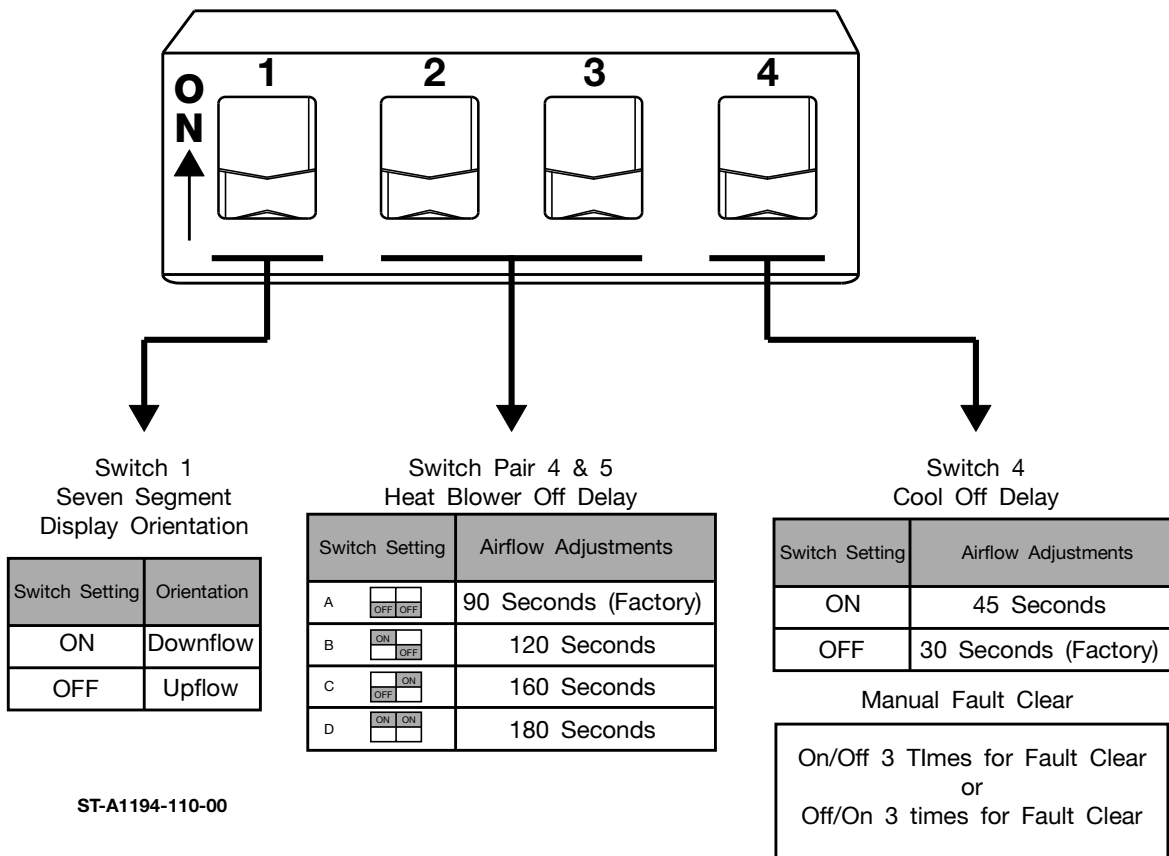 1 2 3 4
ON
Switch 1
Seven Segment
Display Orientation
Switch Setting Orientation
ON Downflow
OFF Upflow
Switch Pair 4 & 5
Heat Blower Off Delay
Switch Setting Airflow Adjustments
A OFF OFF 90 Seconds (Factory)
B ON OFF 120 Seconds
C OFF ON 160 Seconds
D ON ON 180 Seconds
Switch 4
Cool Off Delay
Switch Setting Airflow Adjustments
ON 45 Seconds
OFF 30 Seconds (Factory)
Manual Fault Clear
On/Off 3 TImes for Fault Clear
or
Off/On 3 times for Fault Clear
ST-A1194-110-00